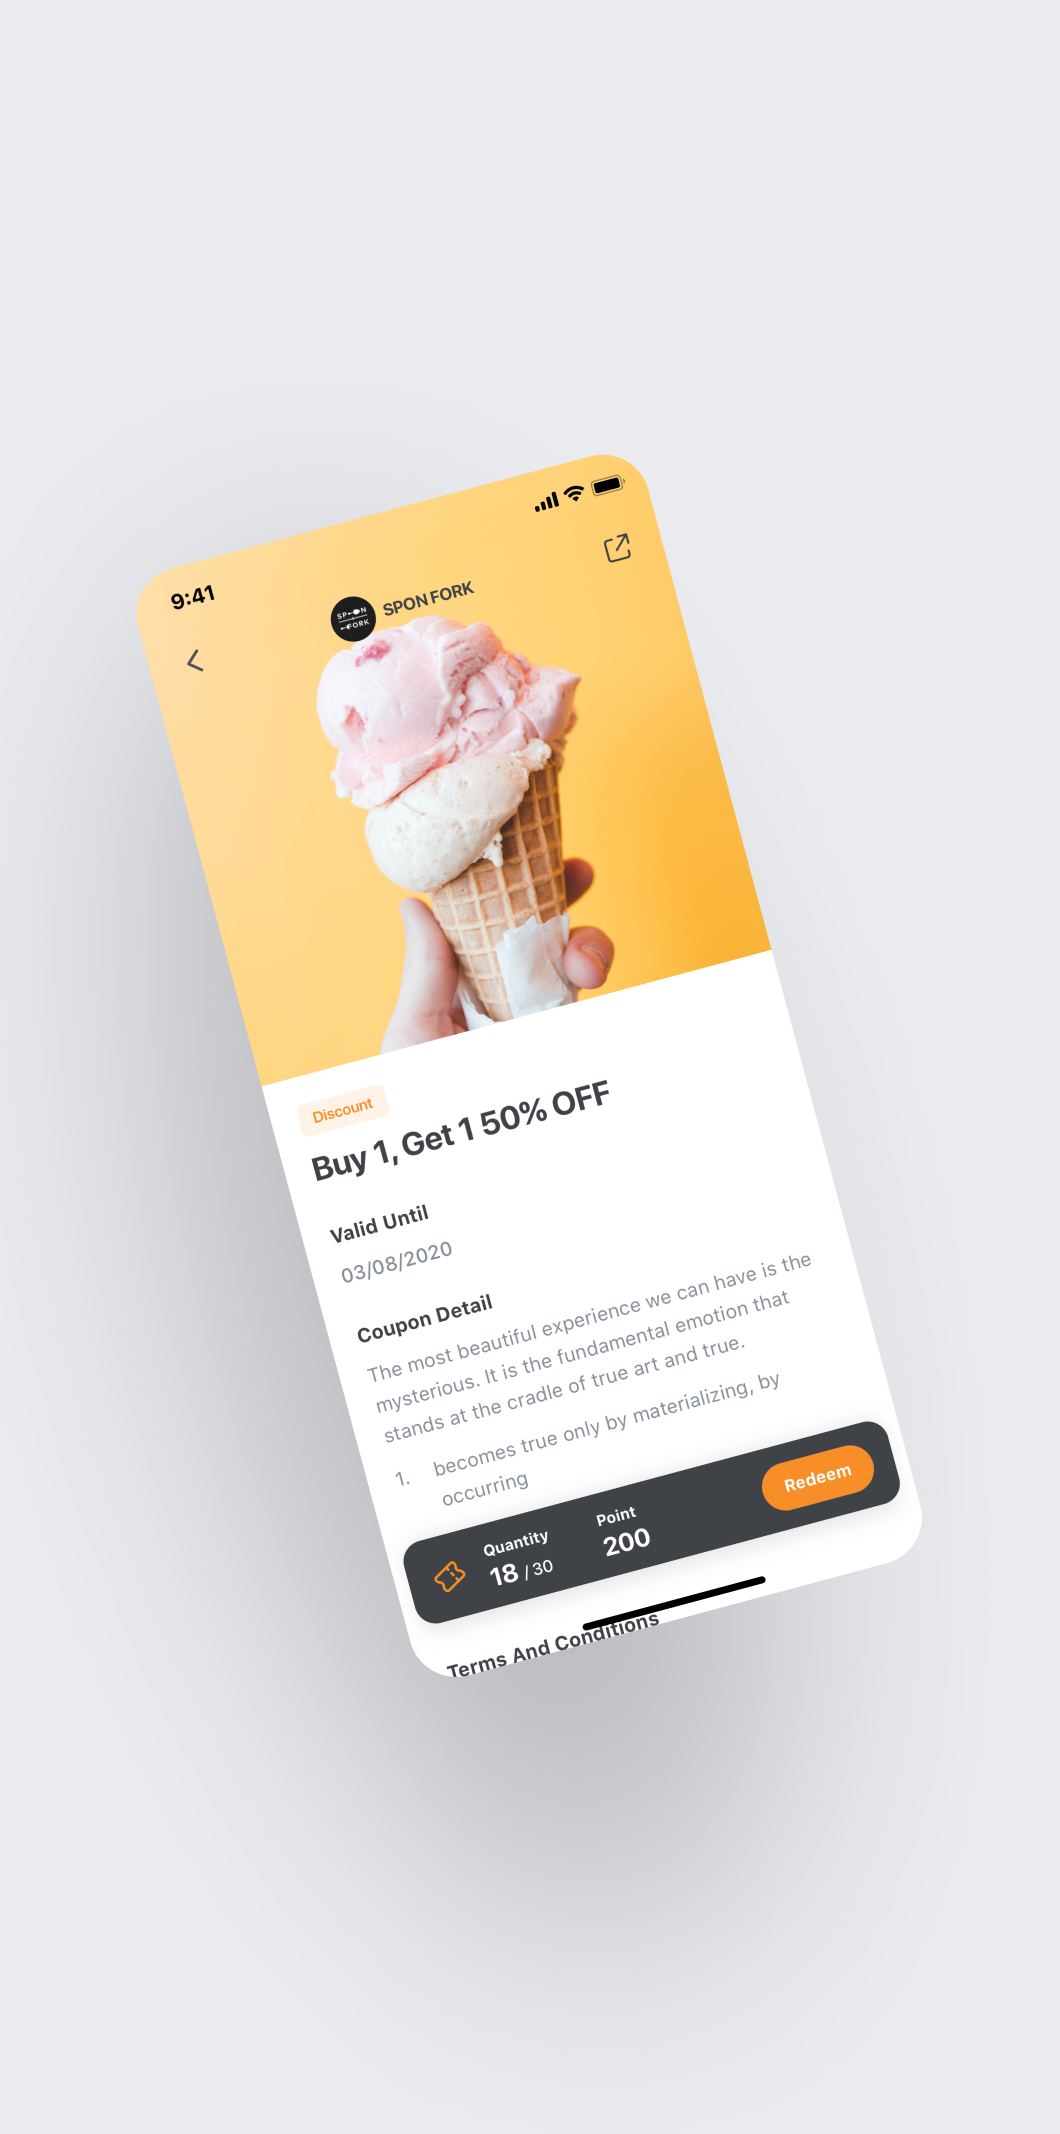 9:41
SPON
FORK
SPON FORK
Discount
Buy 1, Get 1 50% OFF
Valid Until
03/08/2020
Coupon Detail
The most beautiful experience we can have is the
mysterious. It is the fundamental emotion that
stands at the cradle of true art and true.
1. becomes true only by materializing, by
occurring
Quantity
18 / 30
Point
200
Redeem
Terms And Conditions